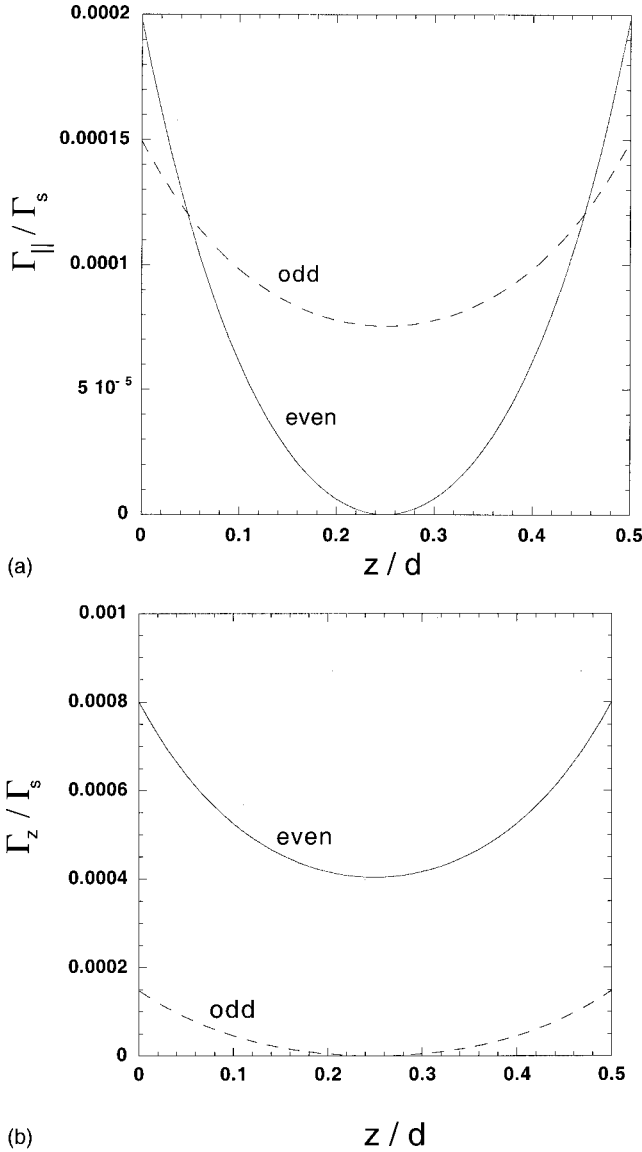 0.0002
0.00015
0.0001
5 10⁻⁵
0
Γ|| / Γs
odd
even
0 0.1 0.2 0.3 0.4 0.5
(a)
z / d
0.001
0.0008
0.0006
0.0004
0.0002
0
Γz / Γs
even
odd
0 0.1 0.2 0.3 0.4 0.5
(b)
z / d